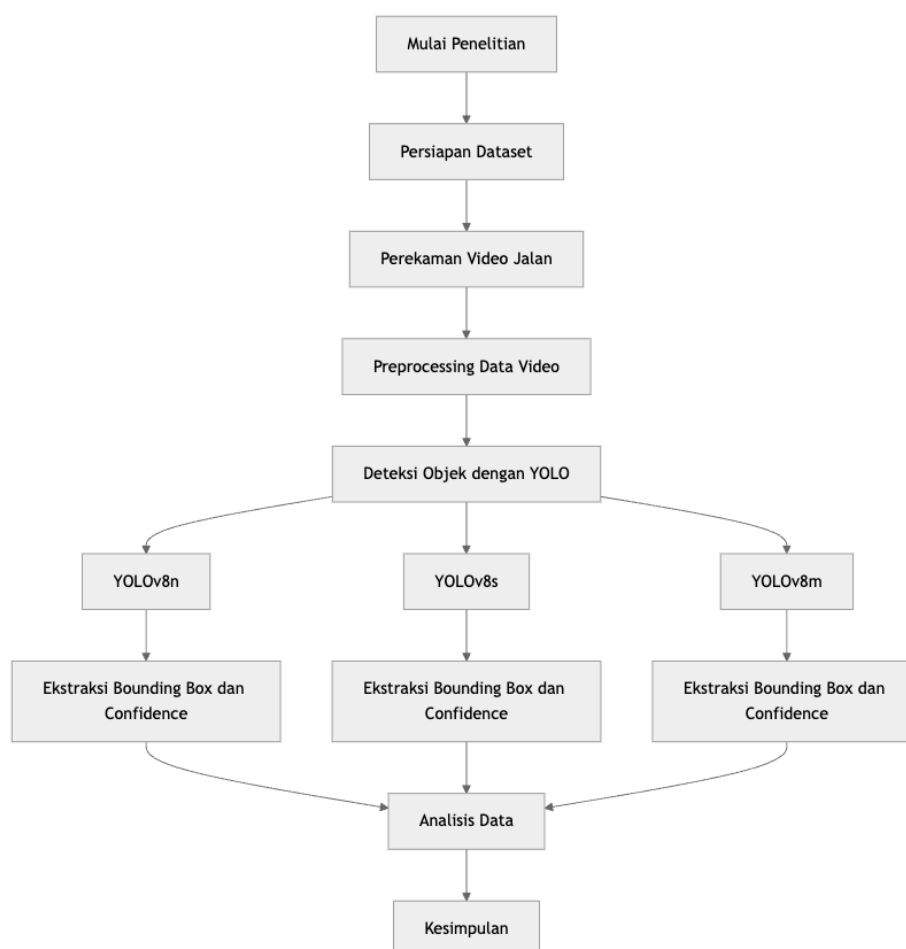 Mulai Penelitian
Persiapan Dataset
Perekaman Video Jalan
Preprocessing Data Video
Deteksi Objek dengan YOLO
YOLOv8n
YOLOv8s
YOLOv8m
Ekstraksi Bounding Box dan
Confidence
Ekstraksi Bounding Box dan
Confidence
Ekstraksi Bounding Box dan
Confidence
Analisis Data
Kesimpulan